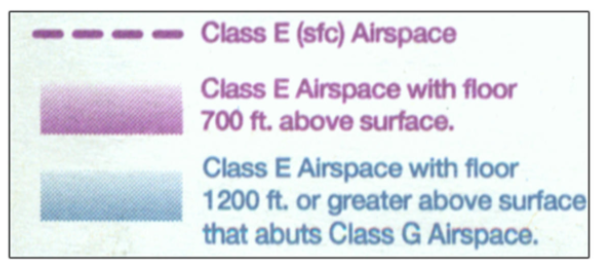 Class E (sfc) Airspace
Class E Airspace with floor
700 ft. above surface.
Class E Airspace with floor
1200 ft. or greater above surface
that abuts Class G Airspace.